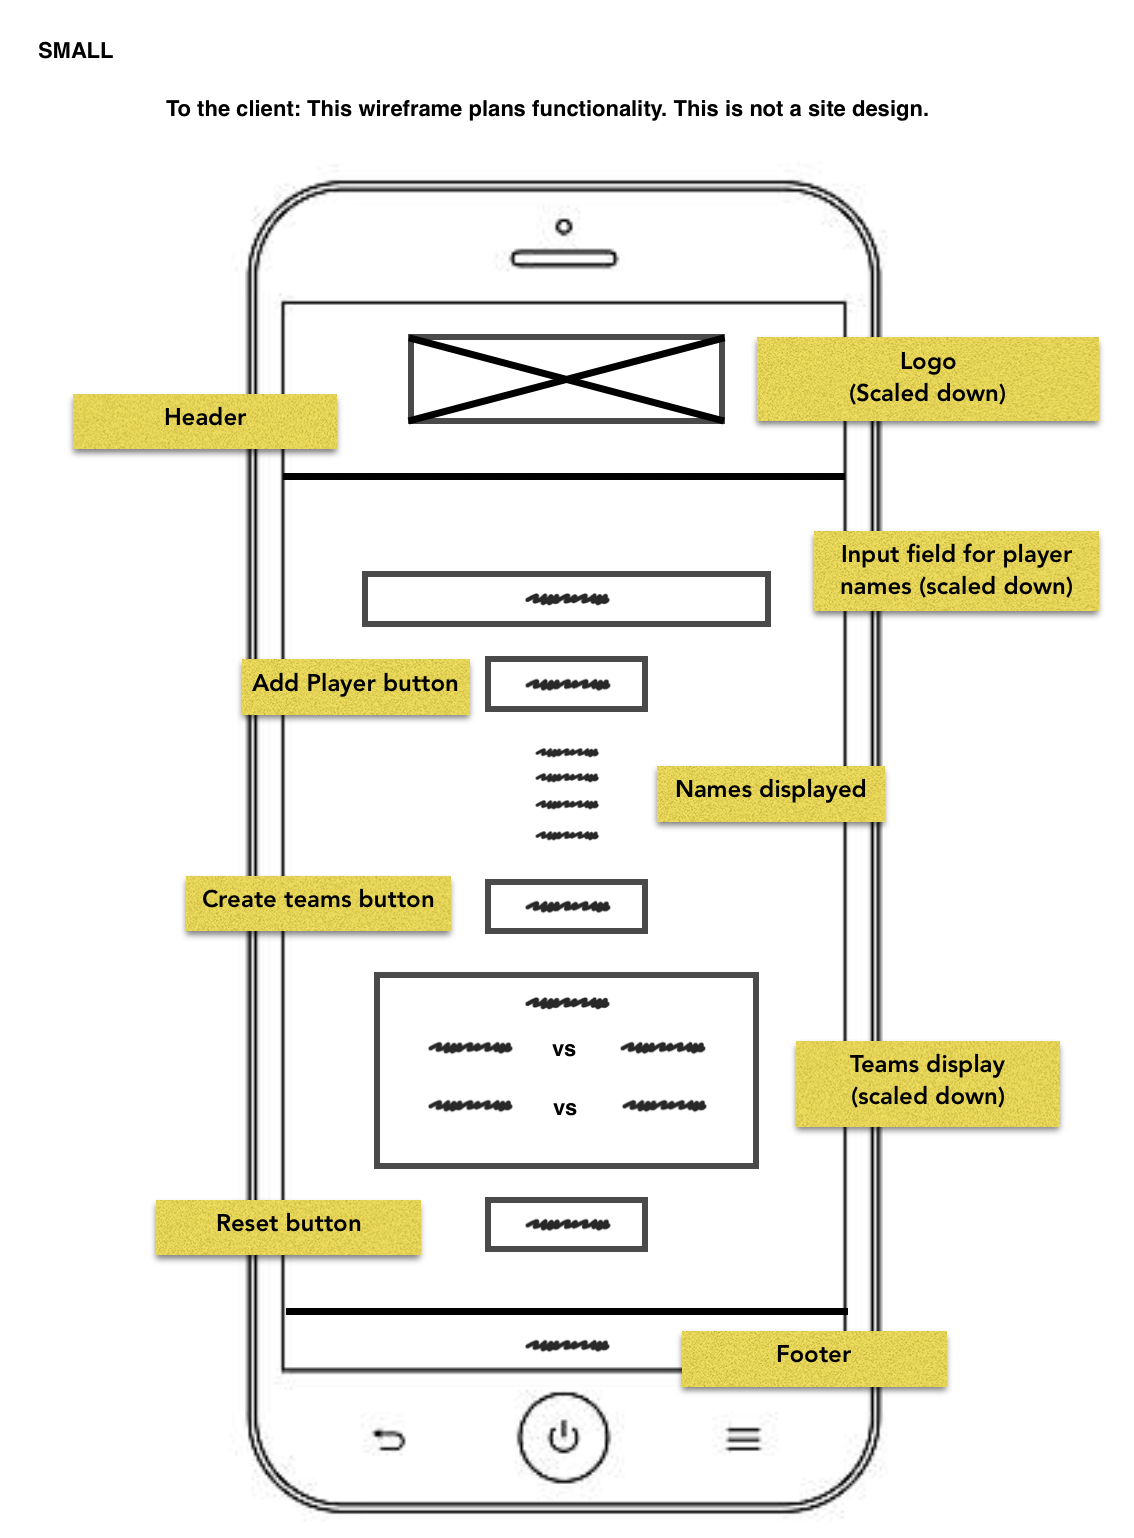 SMALL
To the client: This wireframe plans functionality. This is not a site design.
Logo
(Scaled down)
Header
Input field for player
names (scaled down)
Add Player button
Names displayed
Create teams button
vs
vs
Teams display
(scaled down)
Reset button
Footer